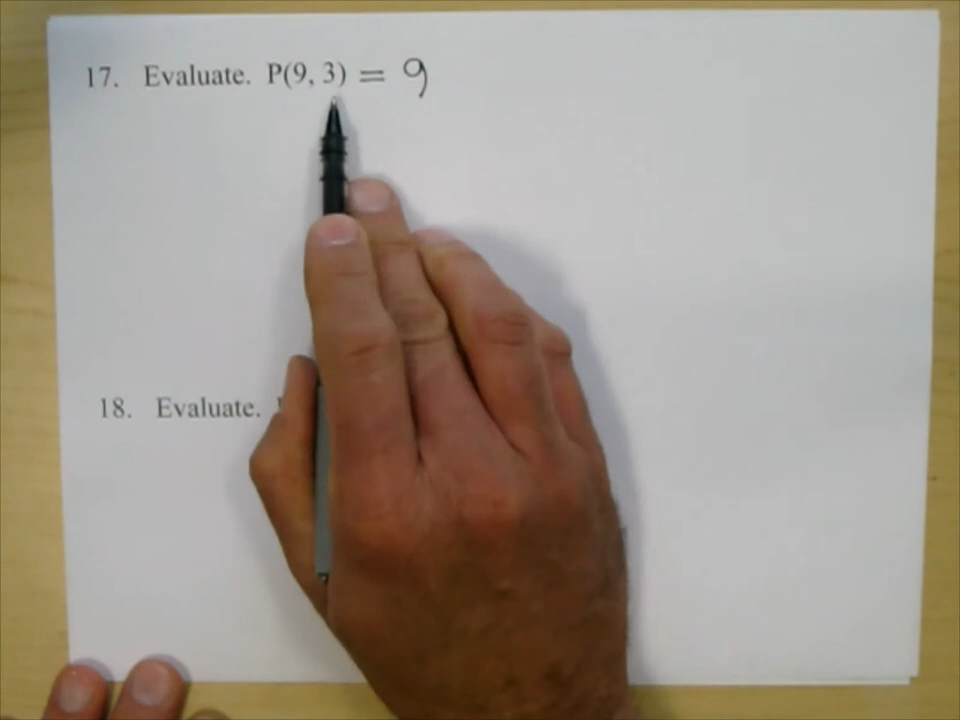 17. Evaluate. P(9, 3) = 9
18. Evaluate.